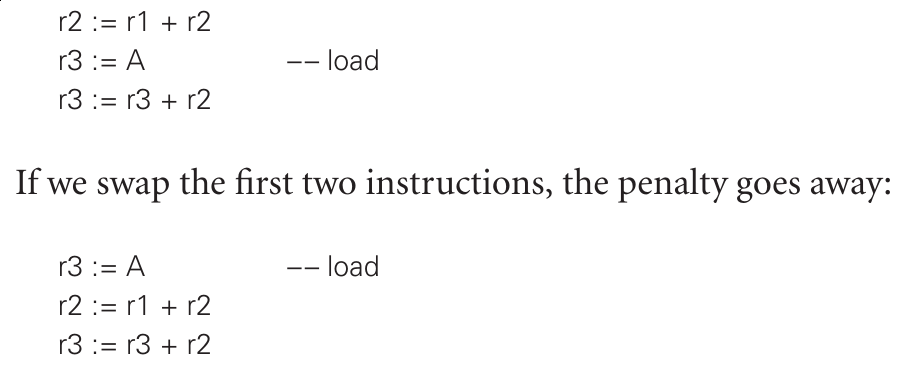 r2 := r1 + r2
r3 := A −− load
r3 := r3 + r2
If we swap the first two instructions, the penalty goes away:
r3 := A −− load
r2 := r1 + r2
r3 := r3 + r2